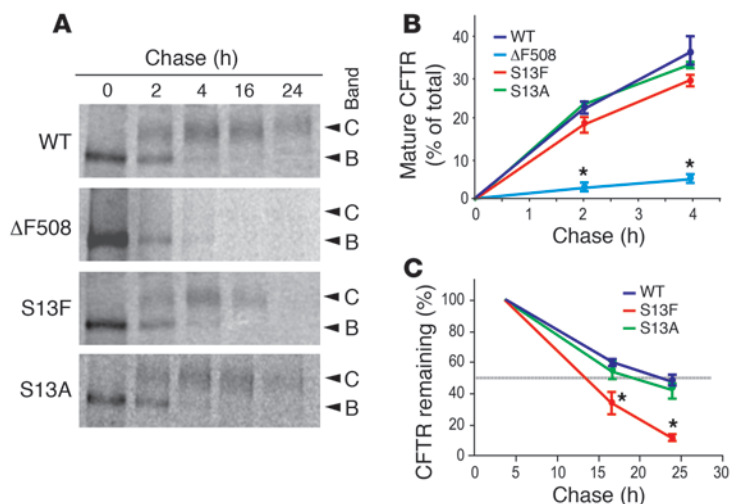 A
Chase (h)
0 2 4 16 24 Band
WT C
B
ΔF508 C
B
S13F C
B
S13A C
B
B
WT
ΔF508
S13F
S13A
Mature CFTR
(% of total)
40
30
20
10
0
*
*
0 1 2 3 4
Chase (h)
C
WT
S13F
S13A
CFTR remaining (%)
100
80
60
40
20
0
*
*
0 5 10 15 20 25 30
Chase (h)